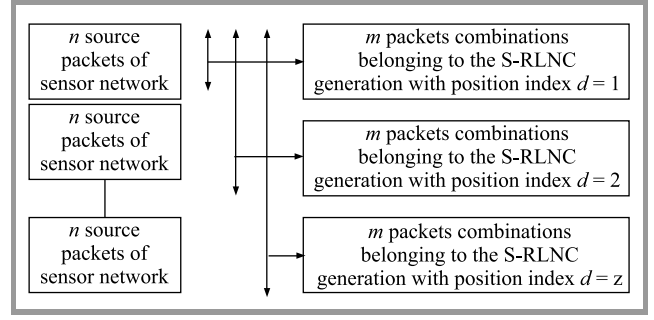 n source
packets of
sensor network
m packets combinations
belonging to the S-RLNC
generation with position index d = 1
n source
packets of
sensor network
m packets combinations
belonging to the S-RLNC
generation with position index d = 2
n source
packets of
sensor network
m packets combinations
belonging to the S-RLNC
generation with position index d = z